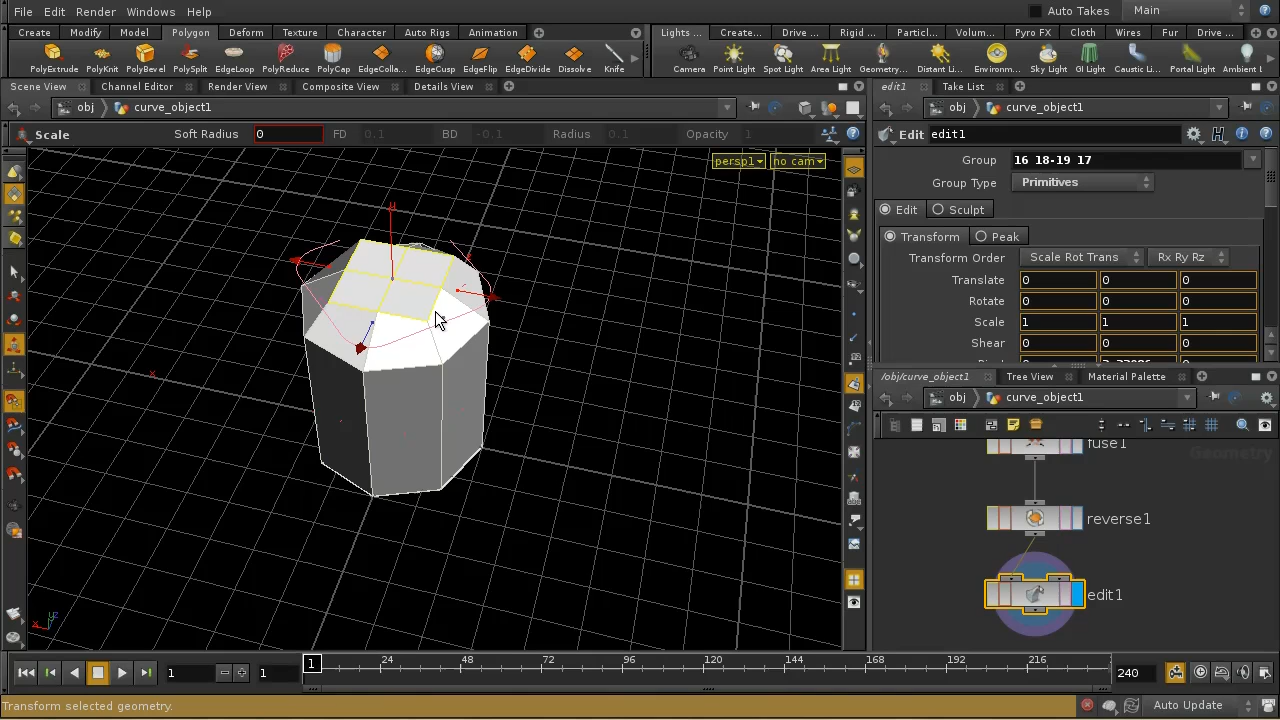 File Edit Render Windows Help
Auto Takes Main
Create Modify Model Polygon Deform Texture Character Auto Rigs Animation
Lights ... Create... Drive ... Rigid ... Particl... Volum... Pyro FX Cloth Wires Fur Drive ...
PolyExtrude PolyKnit PolyBevel PolySplit EdgeLoop PolyReduce PolyCap EdgeColla... EdgeCusp EdgeFlip EdgeDivide Dissolve Knife
Camera Point Light Spot Light Area Light Geometry... Distant Li... Environm... Sky Light GI Light Caustic Li... Portal Light Ambient l
Scene View Channel Editor Render View Composite View Details View
edit1 Take List
obj curve_object1
obj curve_object1
Scale Soft Radius 0 FD 0.1 BD -0.1 Radius 0.1 Opacity 1
Edit edit1
persp1 no cam
Group 16 18-19 17
Group Type Primitives
Edit Sculpt
Transform Peak
Transform Order Scale Rot Trans Rx Ry Rz
Translate 0 0 0
Rotate 0 0 0
Scale 1 1 1
Shear 0 0 0
/obj/curve_object1 Tree View Material Palette
obj curve_object1
fuse1
Geometry
reverse1
edit1
x
x
1 1 1 24 48 72 96 120 144 168 192 216 240
Transform selected geometry.
Auto Update